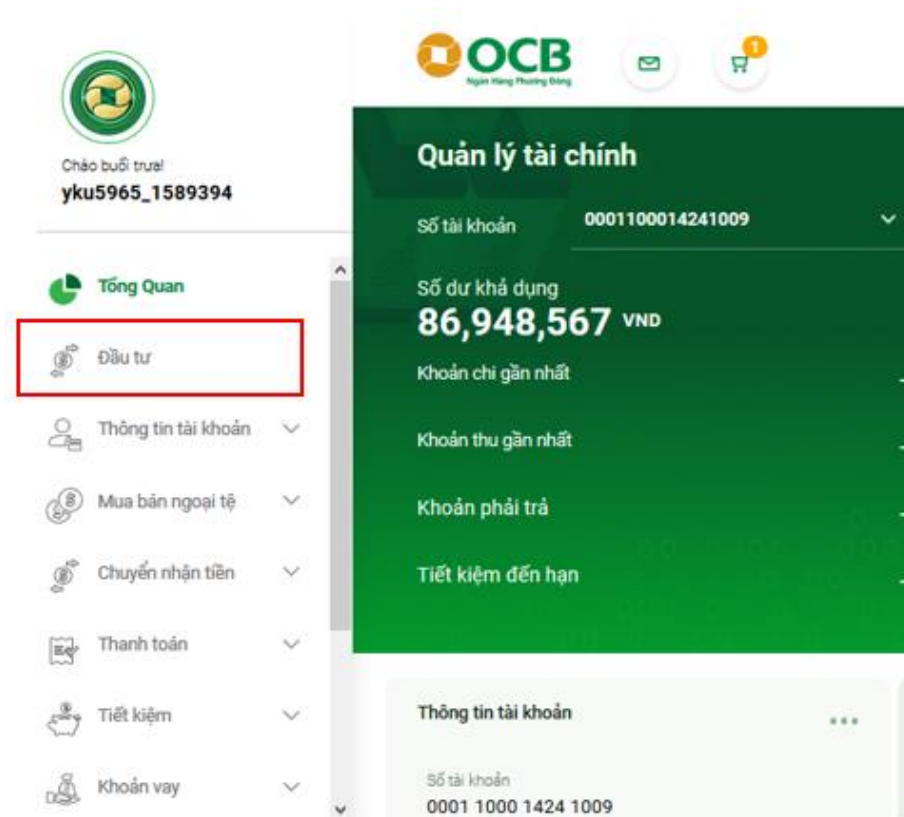 Chào buổi trưa!
yku5965_1589394
Tổng Quan
Đầu tư
Thông tin tài khoản
Mua bán ngoại tệ
Chuyển nhận tiền
Thanh toán
Tiết kiệm
Khoản vay
OCB
Ngân Hàng Phương Đông
1
Quản lý tài chính
Số tài khoản 0001100014241009
Số dư khả dụng
86,948,567 VND
Khoản chi gần nhất
Khoản thu gần nhất
Khoản phải trả
Tiết kiệm đến hạn
Thông tin tài khoản
Số tài khoản
0001 1000 1424 1009